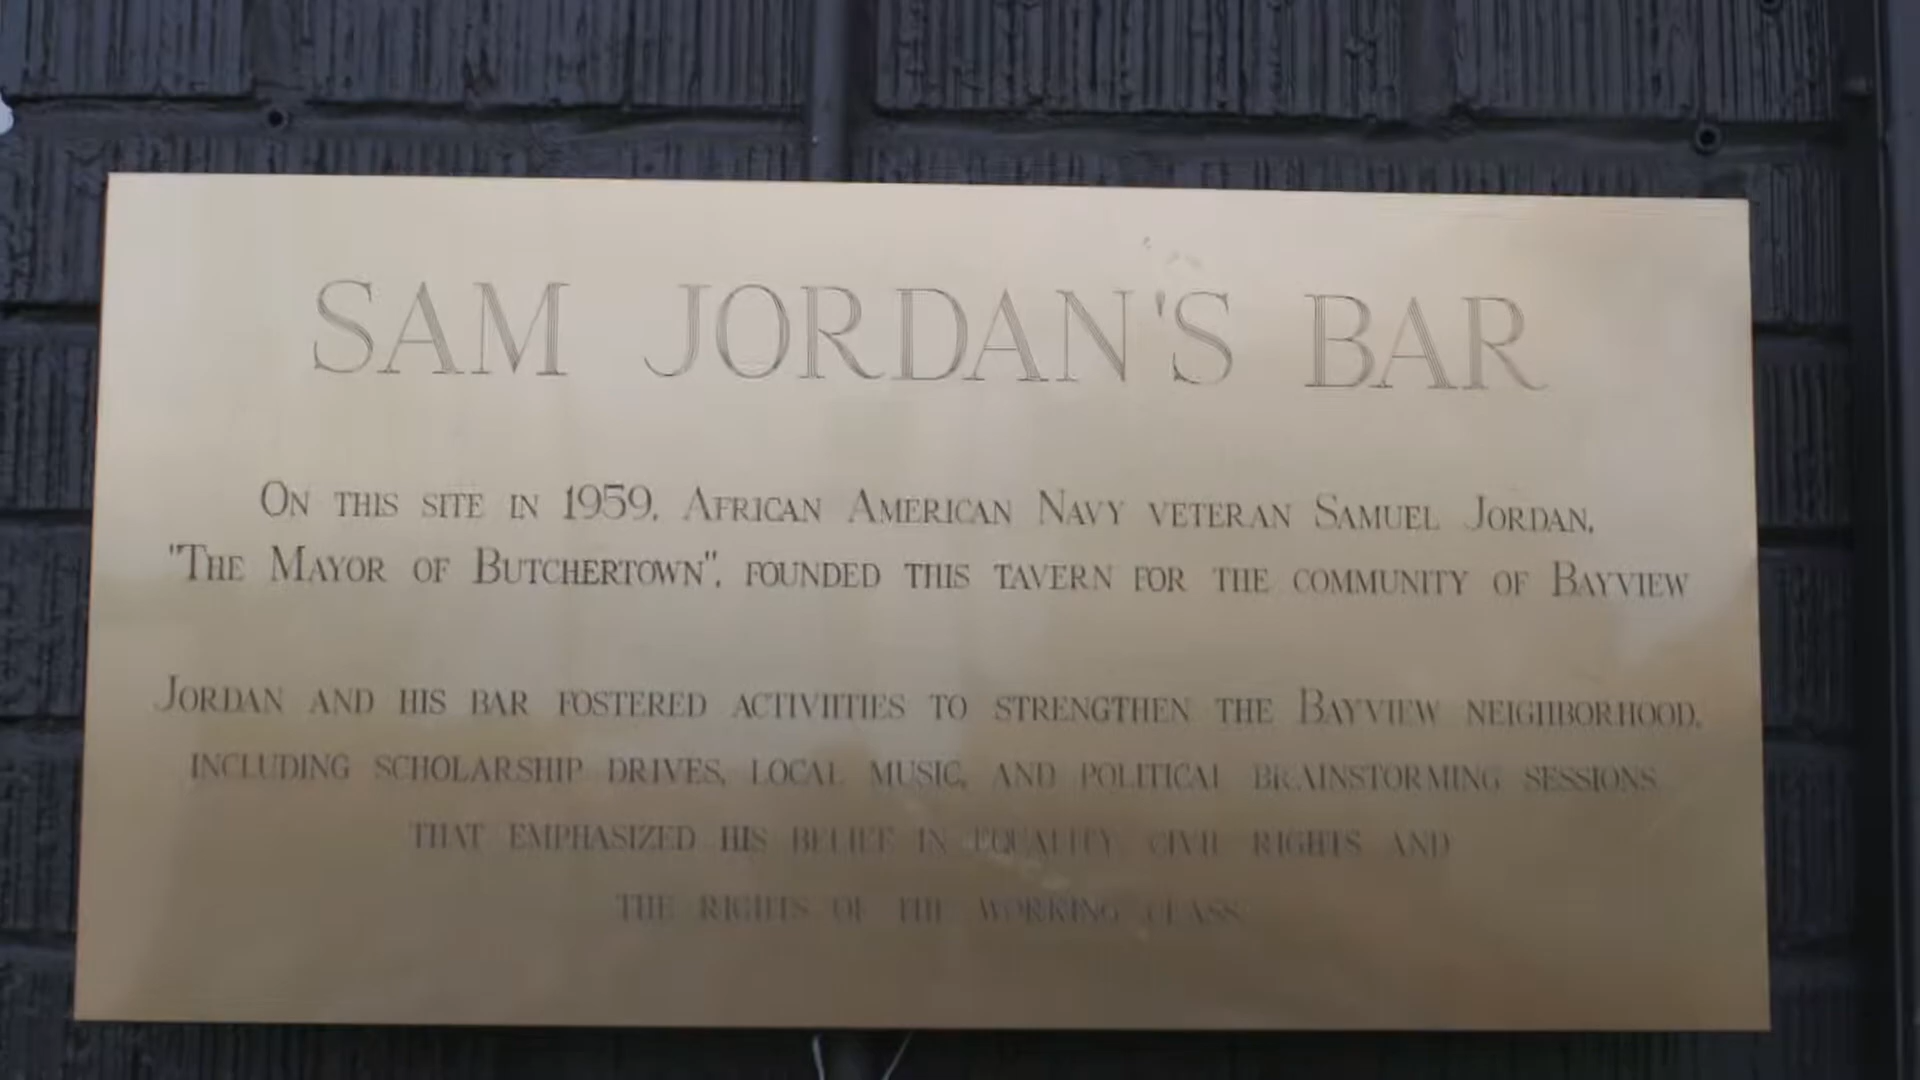 SAM JORDAN'S BAR
ON THIS SITE IN 1959, AFRICAN AMERICAN NAVY VETERAN SAMUEL JORDAN,
"THE MAYOR OF BUTCHERTOWN", FOUNDED THIS TAVERN FOR THE COMMUNITY OF BAYVIEW
JORDAN AND HIS BAR FOSTERED ACTIVIITIES TO STRENGTHEN THE BAYVIEW NEIGHBORHOOD,
INCLUDING SCHOLARSHIP DRIVES, LOCAL MUSIC, AND POLITICAL BRAINSTORMING SESSIONS
THAT EMPHASIZED HIS BELIEF IN EQUALITY CIVIL RIGHTS AND
THE RIGHTS OF THE WORKING CLASS